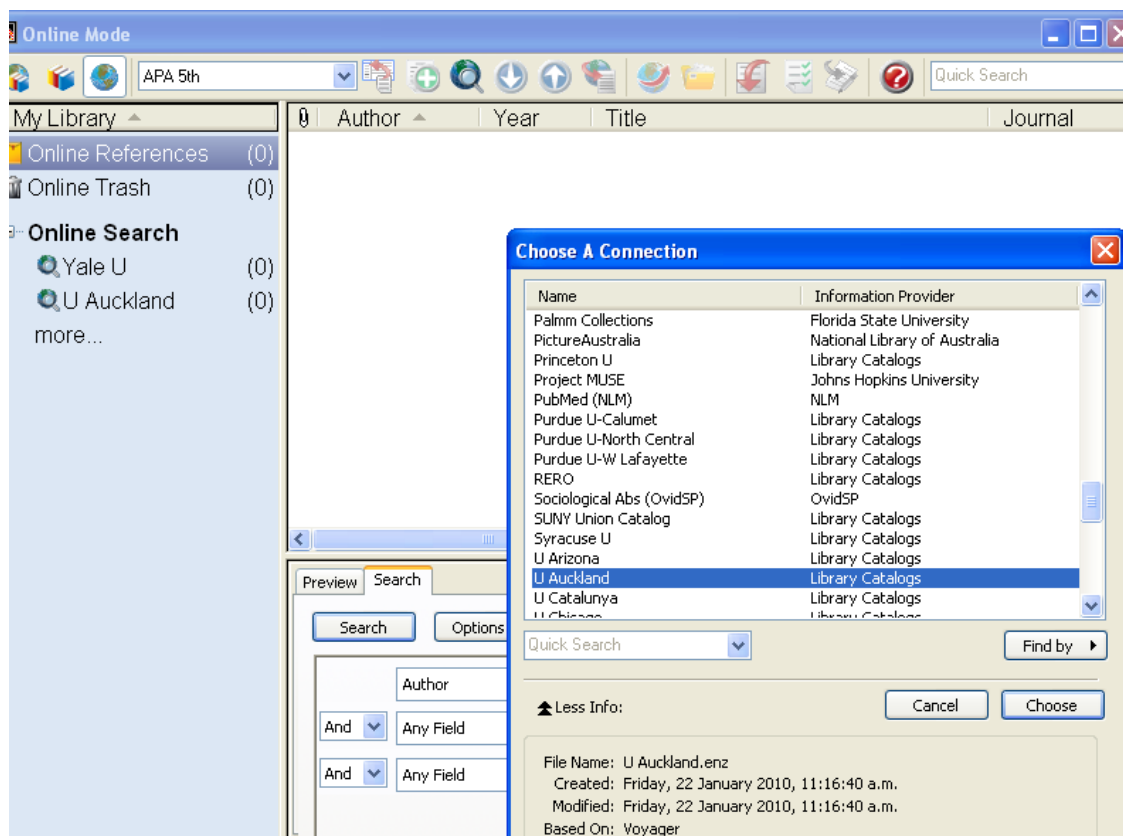 Online Mode
APA 5th
Quick Search
My Library
Author Year Title Journal
Online References (0)
Online Trash (0)
Online Search
Yale U (0)
U Auckland (0)
more...
Choose A Connection
Name Information Provider
Palmm Collections Florida State University
PictureAustralia National Library of Australia
Princeton U Library Catalogs
Project MUSE Johns Hopkins University
PubMed (NLM) NLM
Purdue U-Calumet Library Catalogs
Purdue U-North Central Library Catalogs
Purdue U-W Lafayette Library Catalogs
RERO Library Catalogs
Sociological Abs (OvidSP) OvidSP
SUNY Union Catalog Library Catalogs
Syracuse U Library Catalogs
U Arizona Library Catalogs
U Auckland Library Catalogs
U Catalunya Library Catalogs
U Chicago Library Catalogs
Quick Search Find by
Less Info: Cancel Choose
File Name: U Auckland.enz
Created: Friday, 22 January 2010, 11:16:40 a.m.
Modified: Friday, 22 January 2010, 11:16:40 a.m.
Based On: Voyager
Preview Search
Search Options
Author
And Any Field
And Any Field